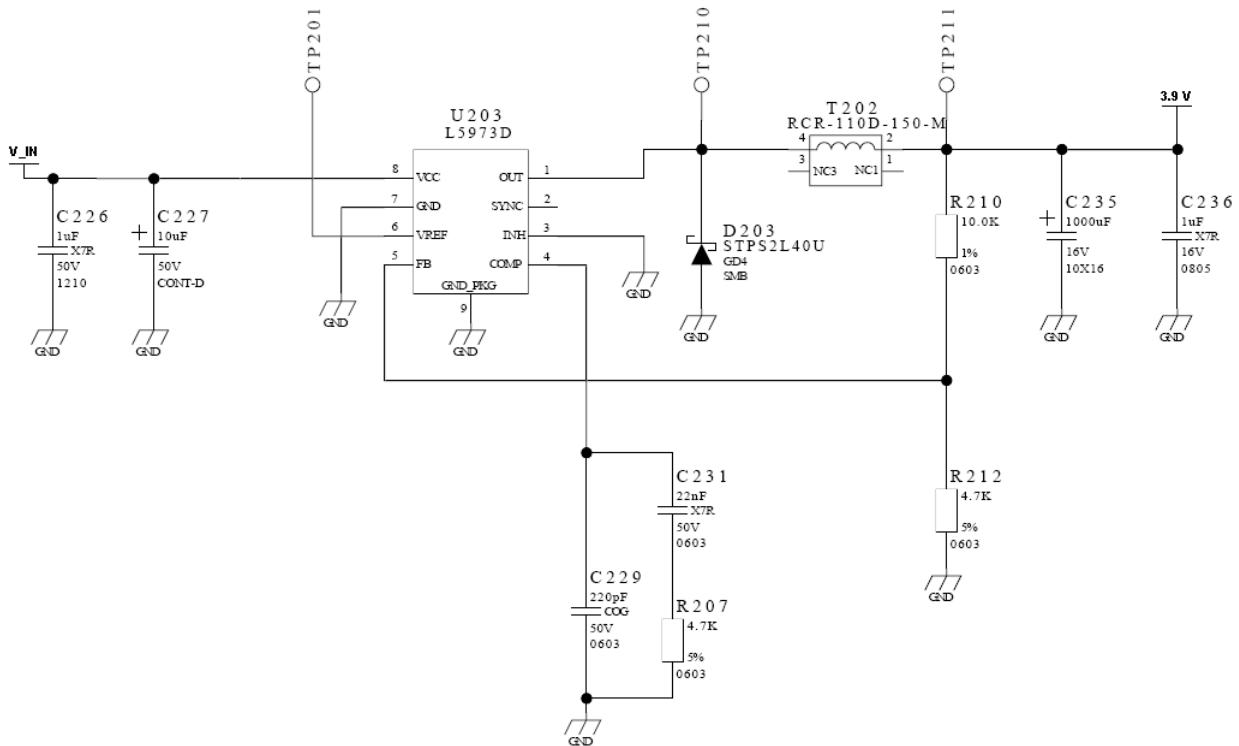 TP201
TP210
TP211
3.9 V
T202
RCR-110D-150-M
4
2
3
NC3
NC1
1
U203
L5973D
V_IN
8
VCC
OUT
1
7
GND
SYNC
2
6
VREF
INH
3
5
FB
COMP
4
GND_PKG
9
C226
1uF
X7R
50V
1210
C227
+
10uF
50V
CONT-D
D203
STPS2L40U
GD4
SMB
R210
10.0K
1%
0603
C235
+
1000uF
16V
10X16
C236
1uF
X7R
16V
0805
GND
GND
GND
GND
GND
GND
GND
GND
C231
22nF
X7R
50V
0603
R212
4.7K
5%
0603
C229
220pF
COG
50V
0603
R207
4.7K
5%
0603
GND
GND